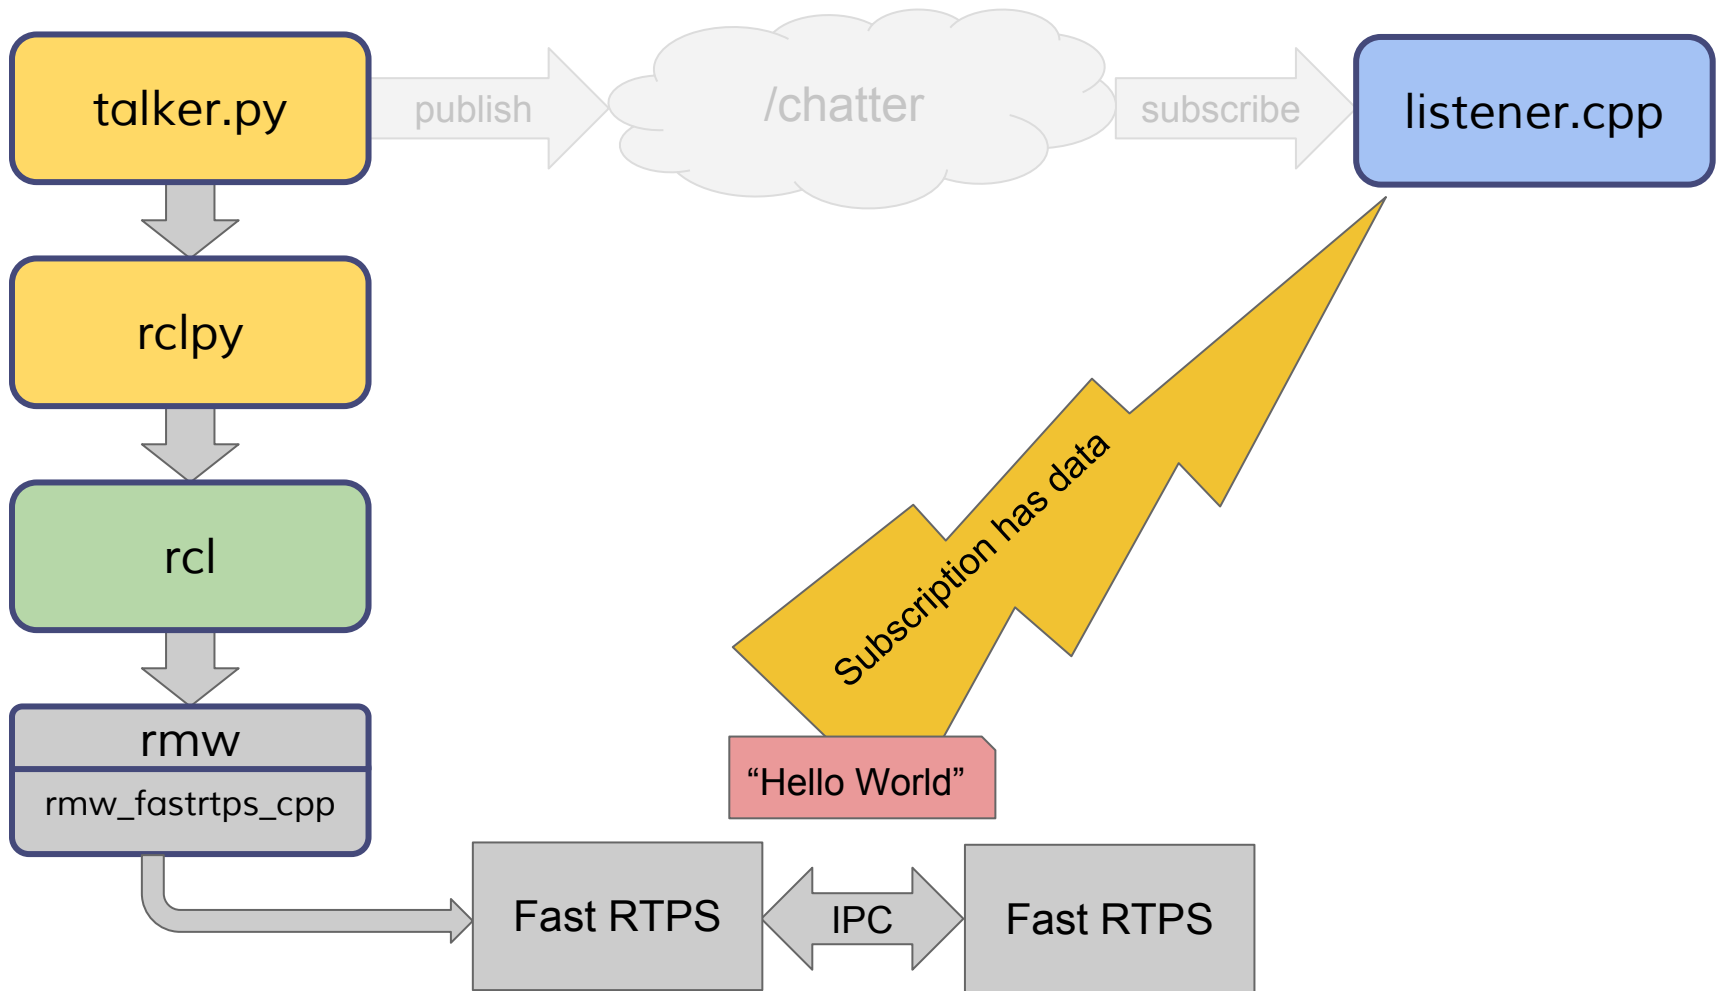 talker.py
publish
/chatter
subscribe
listener.cpp
rclpy
rcl
Subscription has data
rmw
rmw_fastrtps_cpp
“Hello World”
Fast RTPS
IPC
Fast RTPS